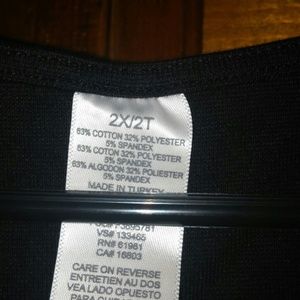 2X/2T
63% COTTON 32% POLYESTER
5% SPANDEX
63% COTON 32% POLYESTER
5% SPANDEX
63% ALGODON 32% POLIESTER
5% SPANDEX
MADE IN TURKEY
VS# 133465
RN# 61981
CA# 16803
CARE ON REVERSE
ENTRETIEN AU DOS
VEA LADO OPUESTO